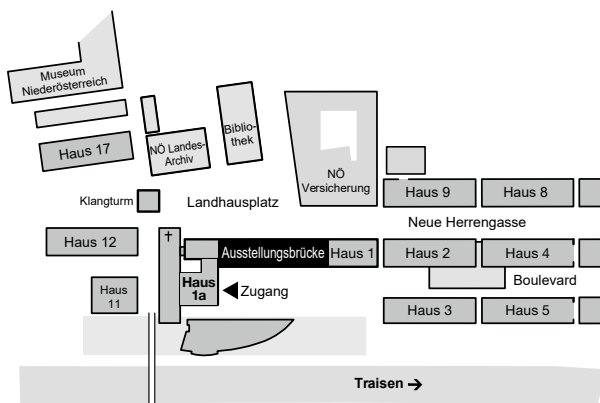 Museum
Niederösterreich
Haus 17
NÖ Landes-
Archiv
Biblio-
thek
NÖ
Versicherung
Haus 9
Haus 8
Klangturm
Landhausplatz
Neue Herrengasse
Haus 12
†
Ausstellungsbrücke
Haus 1
Haus 2
Haus 4
Haus
11
Haus
1a
Zugang
Boulevard
Haus 3
Haus 5
Traisen →